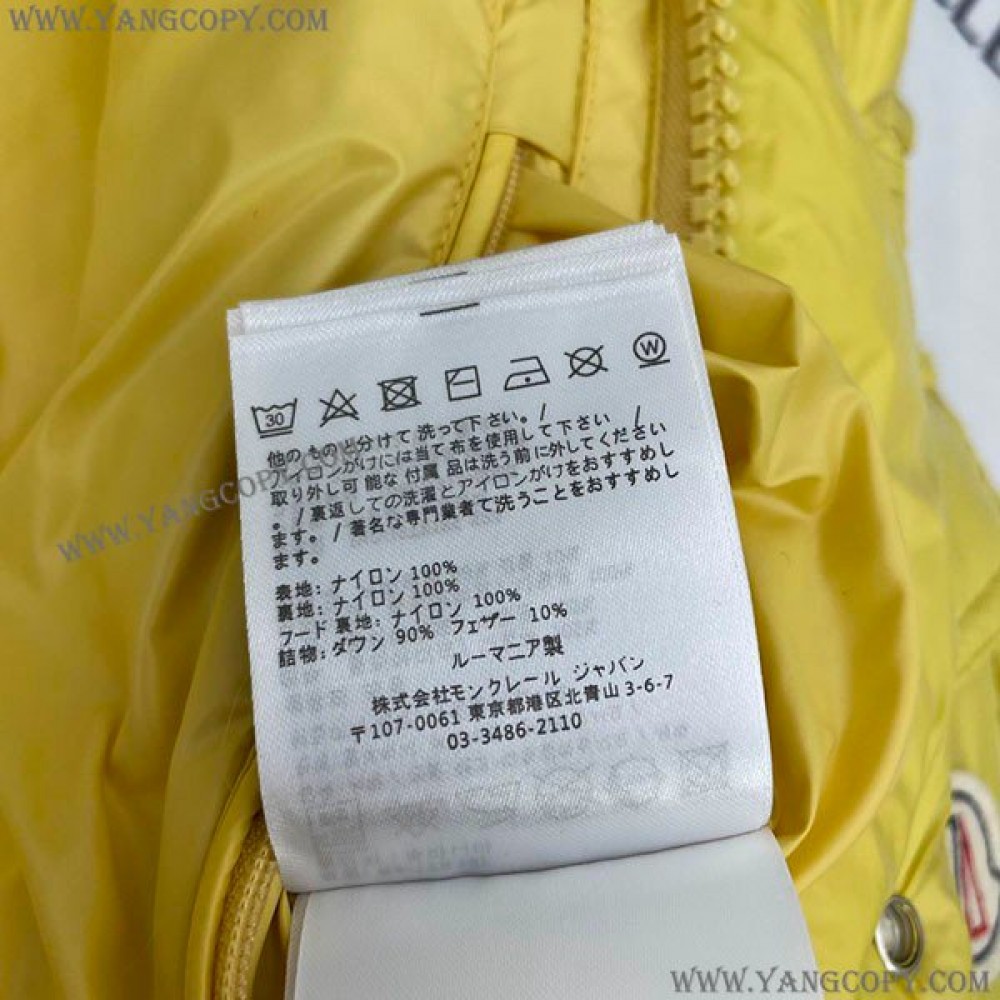 WWW.YANGCOPY.COM
30
W
他のものと分けて洗って下さい。/
アイロンがけには当て布を使用して下さい /
取り外し可能な付属品は洗う前に外してください
。/ 裏返しての洗濯とアイロンがけをおすすめし
ます。/ 著名な専門業者で洗うことをおすすめし
ます。
表地: ナイロン 100%
裏地: ナイロン 100%
フード 裏地: ナイロン 100%
詰物: ダウン 90% フェザー 10%
ルーマニア製
株式会社モンクレール ジャパン
〒107-0061 東京都港区北青山3-6-7
03-3486-2110
WWW.YANGCOPY.COM
WWW.YANGCOPY.COM